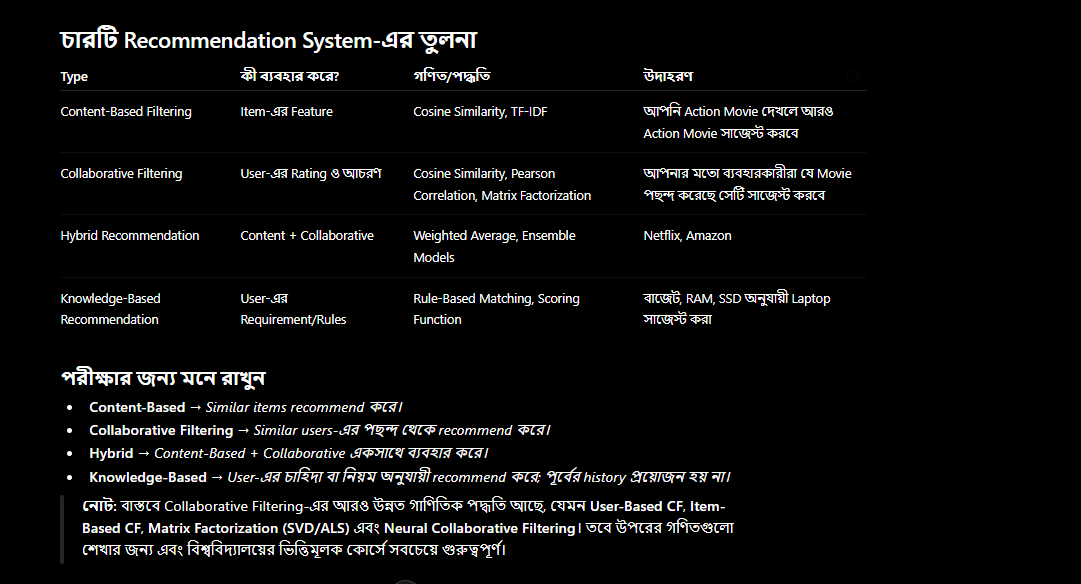 চারটি Recommendation System-এর তুলনা
Type কী ব্যবহার করে? গণিত/পদ্ধতি উদাহরণ
Content-Based Filtering Item-এর Feature Cosine Similarity, TF-IDF আপনি Action Movie দেখলে আরও
Action Movie সাজেস্ট করবে
Collaborative Filtering User-এর Rating ও আচরণ Cosine Similarity, Pearson আপনার মতো ব্যবহারকারীরা যে Movie
Correlation, Matrix Factorization পছন্দ করেছে সেটি সাজেস্ট করবে
Hybrid Recommendation Content + Collaborative Weighted Average, Ensemble Netflix, Amazon
Models
Knowledge-Based User-এর Rule-Based Matching, Scoring বাজেট, RAM, SSD অনুযায়ী Laptop
Recommendation Requirement/Rules Function সাজেস্ট করা
পরীক্ষার জন্য মনে রাখুন
• Content-Based → Similar items recommend করে।
• Collaborative Filtering → Similar users-এর পছন্দ থেকে recommend করে।
• Hybrid → Content-Based + Collaborative একসাথে ব্যবহার করে।
• Knowledge-Based → User-এর চাহিদা বা নিয়ম অনুযায়ী recommend করে; পূর্বের history প্রয়োজন হয় না।
নোট: বাস্তবে Collaborative Filtering-এর আরও উন্নত গাণিতিক পদ্ধতি আছে, যেমন User-Based CF, Item-
Based CF, Matrix Factorization (SVD/ALS) এবং Neural Collaborative Filtering। তবে উপরের গণিতগুলো
শেখার জন্য এবং বিশ্ববিদ্যালয়ের ভিত্তিমূলক কোর্সে সবচেয়ে গুরুত্বপূর্ণ।